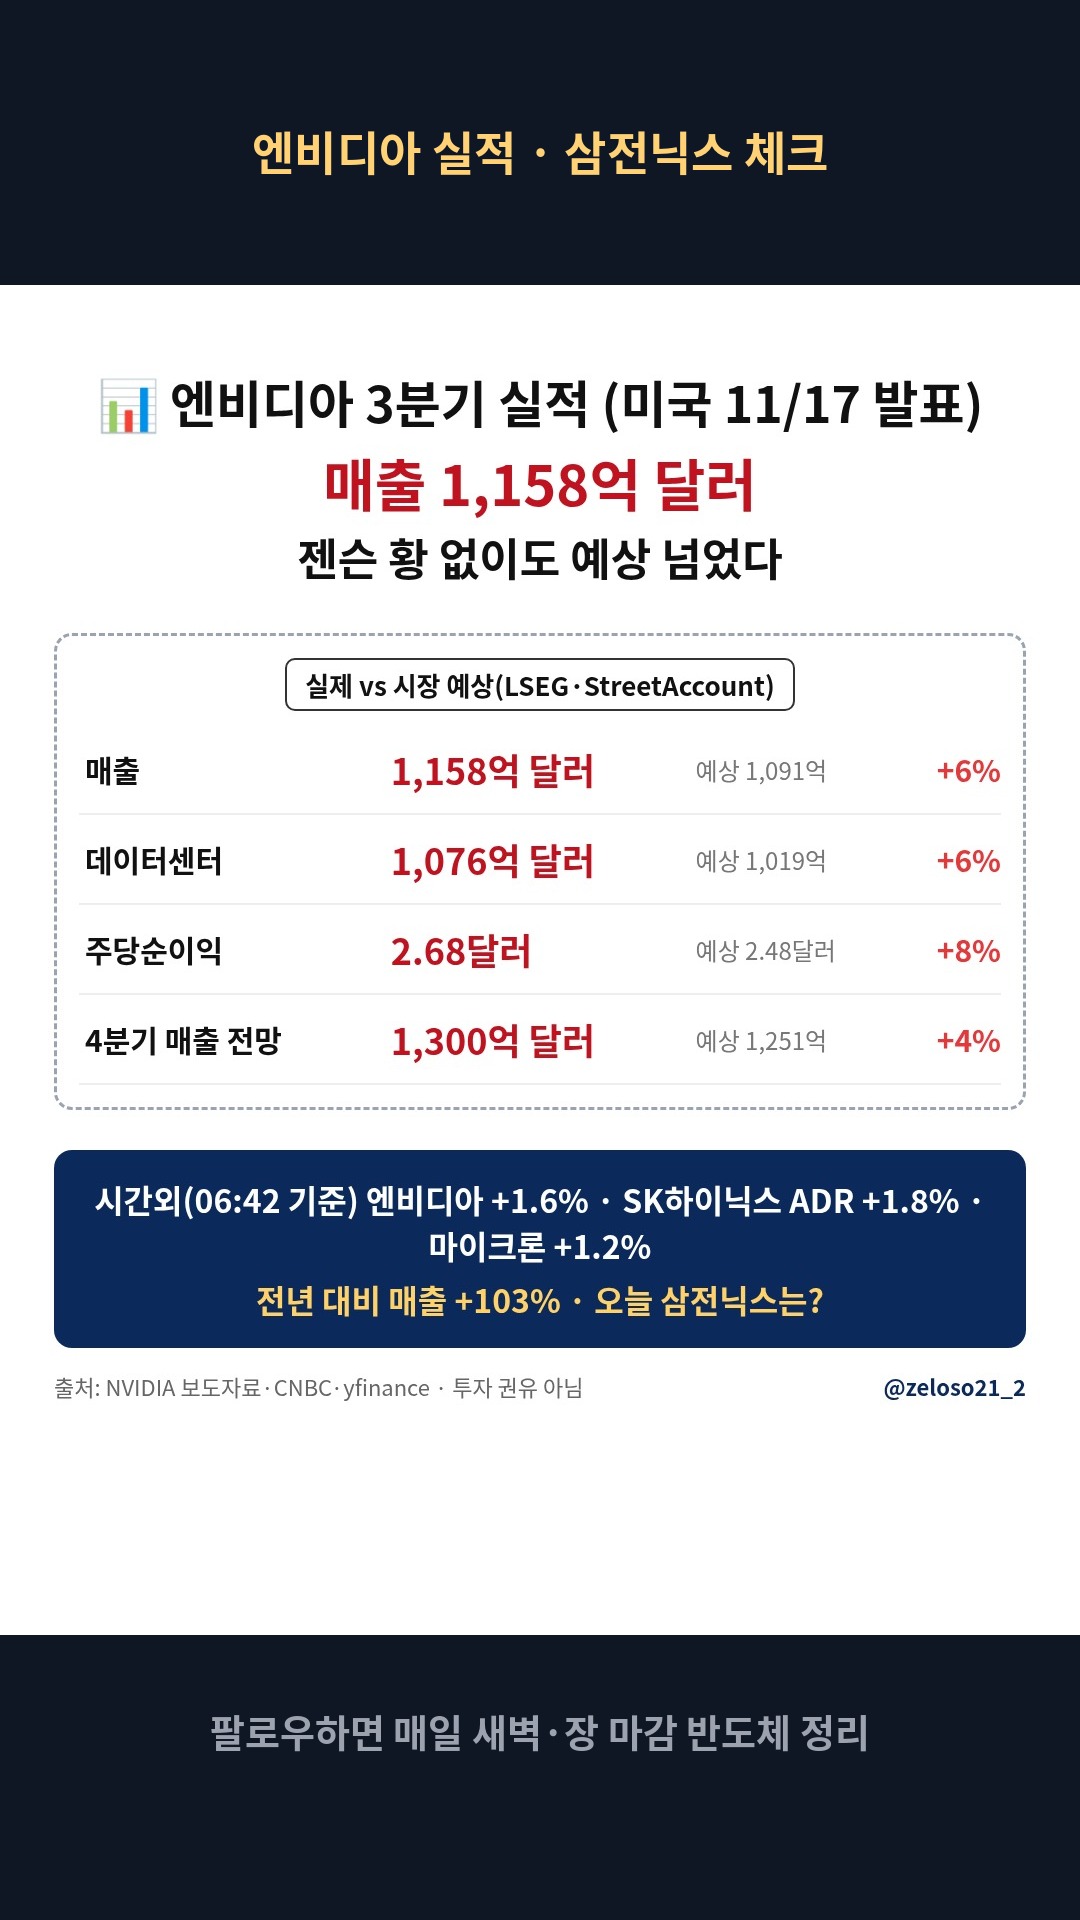 엔비디아 실적 · 삼전닉스 체크
📊 엔비디아 3분기 실적 (미국 11/17 발표)
매출 1,158억 달러
젠슨 황 없이도 예상 넘었다
실제 vs 시장 예상(LSEG·StreetAccount)
매출 1,158억 달러 예상 1,091억 +6%
데이터센터 1,076억 달러 예상 1,019억 +6%
주당순이익 2.68달러 예상 2.48달러 +8%
4분기 매출 전망 1,300억 달러 예상 1,251억 +4%
시간외(06:42 기준) 엔비디아 +1.6% · SK하이닉스 ADR +1.8% ·
마이크론 +1.2%
전년 대비 매출 +103% · 오늘 삼전닉스는?
출처: NVIDIA 보도자료·CNBC·yfinance · 투자 권유 아님 @zeloso21_2
팔로우하면 매일 새벽·장 마감 반도체 정리